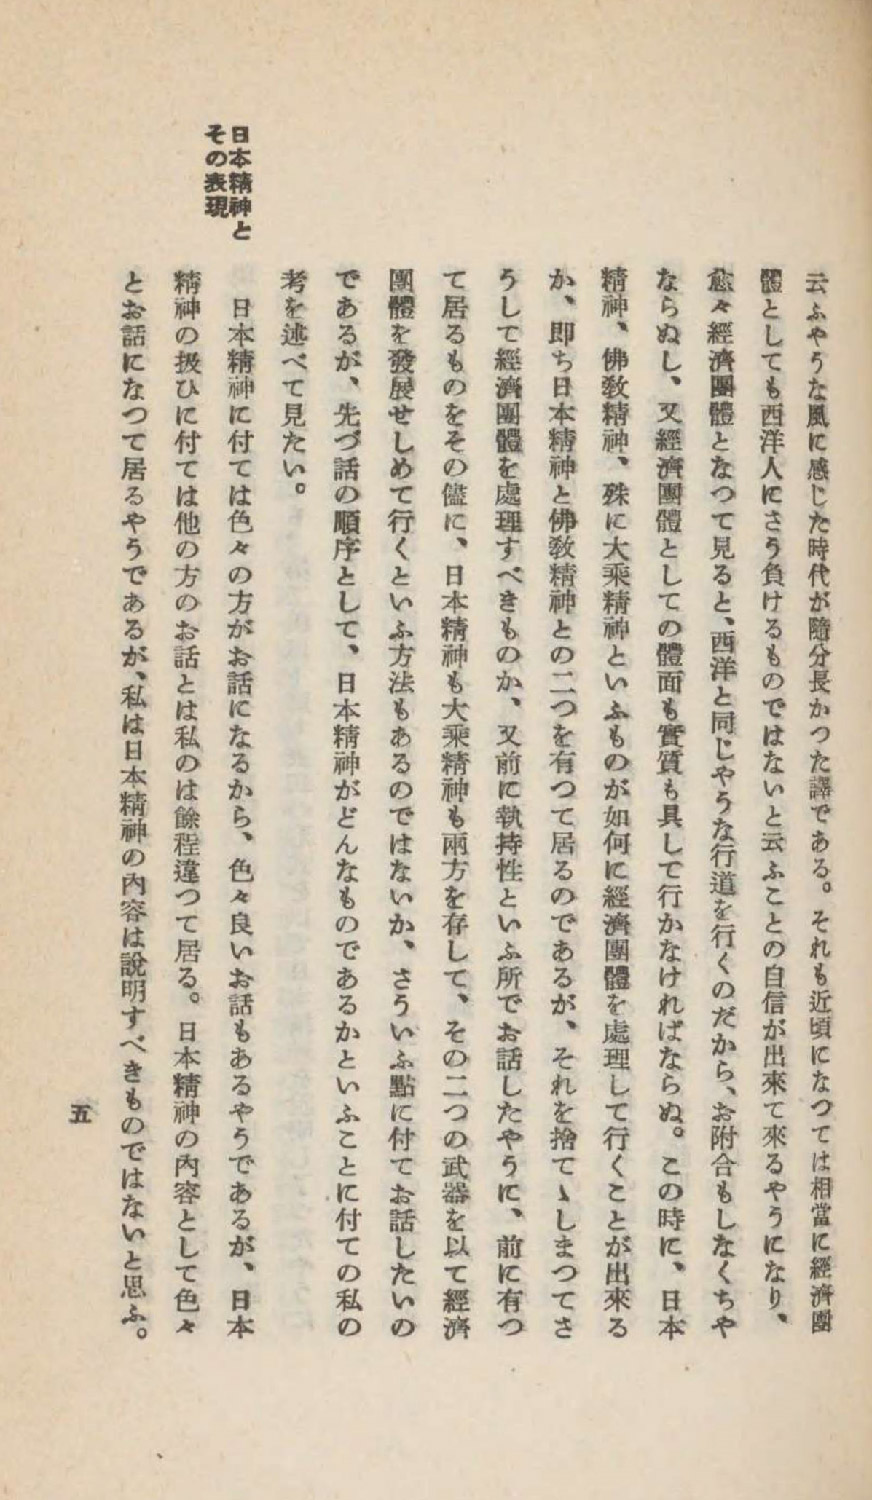 云ふやうな風に感じた時代が隨分長かつた譯である。それも近頃になつては相當に經濟團
體としても西洋人にさう負けるものではないと云ふことの自信が出來て來るやうになり、
愈々經濟團體となつて見ると、西洋と同じやうな行道を行くのだから、お附合もしなくちや
ならぬし、又經濟團體としての體面も實質も具して行かなければならぬ。この時に、日本
精神、佛敎精神、殊に大乘精神といふものが如何に經濟團體を處理して行くことが出來る
か、卽ち日本精神と佛敎精神との二つを有つて居るのであるが、それを捨てゝしまつてさ
うして經濟團體を處理すべきものか、又前に執持性といふ所でお話したやうに、前に有つ
て居るものをその儘に、日本精神も大乘精神も兩方を存して、その二つの武器を以て經濟
團體を發展せしめて行くといふ方法もあるのではないか、さういふ點に付てお話したいの
であるが、先づ話の順序として、日本精神がどんなものであるかといふことに付ての私の
考を述べて見たい。
日本精神と
その表現
日本精神に付ては色々の方がお話になるから、色々良いお話もあるやうであるが、日本
精神の扱ひに付ては他の方のお話とは私のは餘程違つて居る。日本精神の內容として色々
とお話になつて居るやうであるが、私は日本精神の內容は說明すべきものではないと思ふ。
五